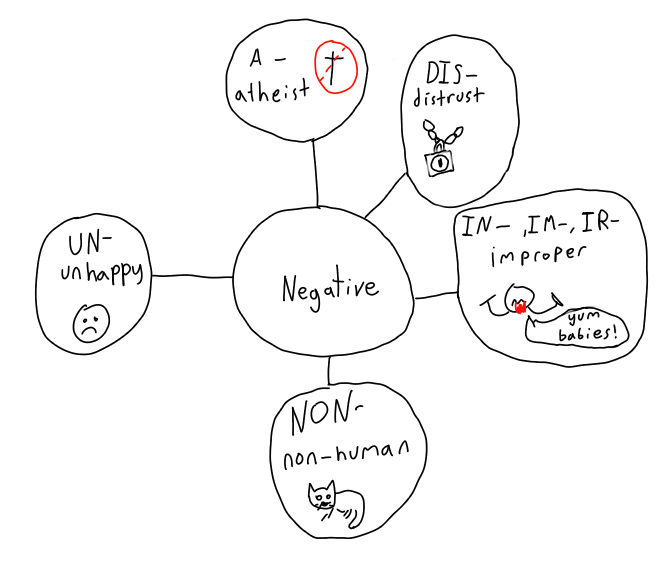 A -
atheist
DIS-
distrust
IN- , IM-, IR-
improper
yum
babies!
UN-
unhappy
Negative
NON-
non-human